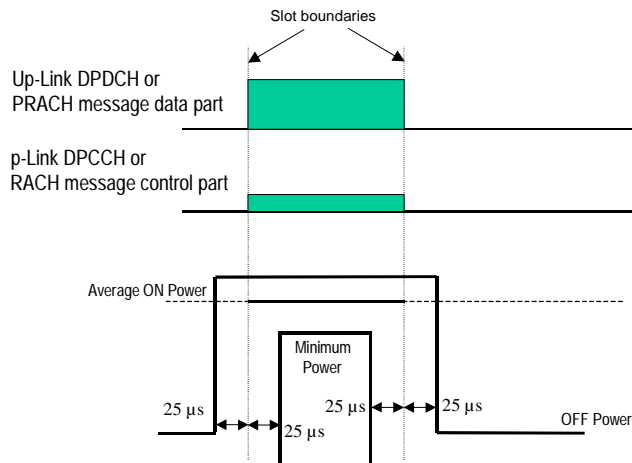 Slot boundaries
Up-Link DPDCH or
PRACH message data part
p-Link DPCCH or
RACH message control part
Average ON Power
Minimum
Power
25 µs
25 µs
25 µs
25 µs
OFF Power